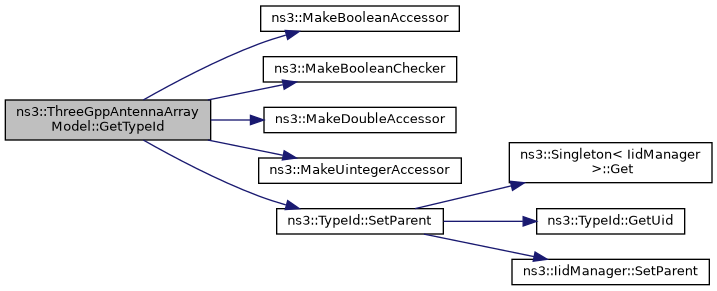 ns3::MakeBooleanAccessor
ns3::MakeBooleanChecker
ns3::ThreeGppAntennaArray
Model::GetTypeId
ns3::MakeDoubleAccessor
ns3::MakeUintegerAccessor
ns3::Singleton< IidManager
>::Get
ns3::TypeId::SetParent
ns3::TypeId::GetUid
ns3::IidManager::SetParent